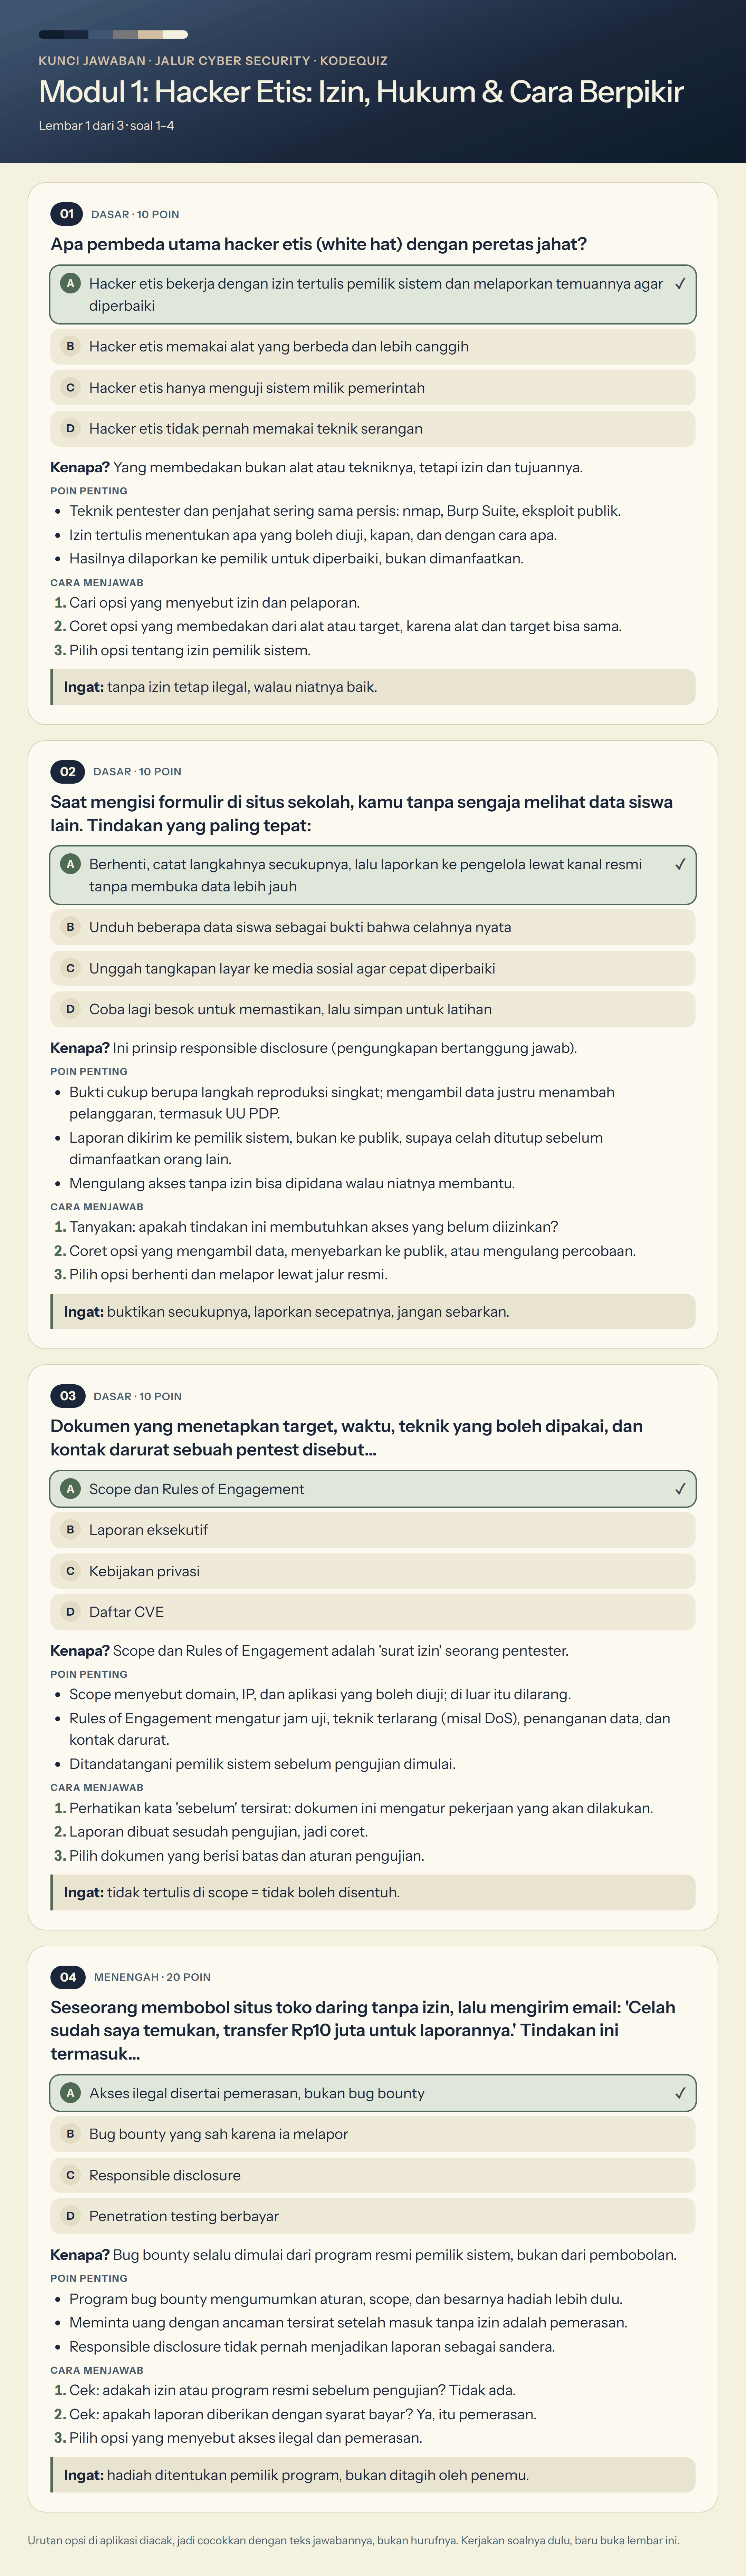 KUNCI JAWABAN · JALUR CYBER SECURITY · KODEQUIZ
Modul 1: Hacker Etis: Izin, Hukum & Cara Berpikir
Lembar 1 dari 3 · soal 1–4
01 DASAR · 10 POIN
Apa pembeda utama hacker etis (white hat) dengan peretas jahat?
A Hacker etis bekerja dengan izin tertulis pemilik sistem dan melaporkan temuannya agar ✓
diperbaiki
B Hacker etis memakai alat yang berbeda dan lebih canggih
C Hacker etis hanya menguji sistem milik pemerintah
D Hacker etis tidak pernah memakai teknik serangan
Kenapa? Yang membedakan bukan alat atau tekniknya, tetapi izin dan tujuannya.
POIN PENTING
• Teknik pentester dan penjahat sering sama persis: nmap, Burp Suite, eksploit publik.
• Izin tertulis menentukan apa yang boleh diuji, kapan, dan dengan cara apa.
• Hasilnya dilaporkan ke pemilik untuk diperbaiki, bukan dimanfaatkan.
CARA MENJAWAB
1. Cari opsi yang menyebut izin dan pelaporan.
2. Coret opsi yang membedakan dari alat atau target, karena alat dan target bisa sama.
3. Pilih opsi tentang izin pemilik sistem.
Ingat: tanpa izin tetap ilegal, walau niatnya baik.
02 DASAR · 10 POIN
Saat mengisi formulir di situs sekolah, kamu tanpa sengaja melihat data siswa
lain. Tindakan yang paling tepat:
A Berhenti, catat langkahnya secukupnya, lalu laporkan ke pengelola lewat kanal resmi ✓
tanpa membuka data lebih jauh
B Unduh beberapa data siswa sebagai bukti bahwa celahnya nyata
C Unggah tangkapan layar ke media sosial agar cepat diperbaiki
D Coba lagi besok untuk memastikan, lalu simpan untuk latihan
Kenapa? Ini prinsip responsible disclosure (pengungkapan bertanggung jawab).
POIN PENTING
• Bukti cukup berupa langkah reproduksi singkat; mengambil data justru menambah
pelanggaran, termasuk UU PDP.
• Laporan dikirim ke pemilik sistem, bukan ke publik, supaya celah ditutup sebelum
dimanfaatkan orang lain.
• Mengulang akses tanpa izin bisa dipidana walau niatnya membantu.
CARA MENJAWAB
1. Tanyakan: apakah tindakan ini membutuhkan akses yang belum diizinkan?
2. Coret opsi yang mengambil data, menyebarkan ke publik, atau mengulang percobaan.
3. Pilih opsi berhenti dan melapor lewat jalur resmi.
Ingat: buktikan secukupnya, laporkan secepatnya, jangan sebarkan.
03 DASAR · 10 POIN
Dokumen yang menetapkan target, waktu, teknik yang boleh dipakai, dan
kontak darurat sebuah pentest disebut...
A Scope dan Rules of Engagement ✓
B Laporan eksekutif
C Kebijakan privasi
D Daftar CVE
Kenapa? Scope dan Rules of Engagement adalah 'surat izin' seorang pentester.
POIN PENTING
• Scope menyebut domain, IP, dan aplikasi yang boleh diuji; di luar itu dilarang.
• Rules of Engagement mengatur jam uji, teknik terlarang (misal DoS), penanganan data, dan
kontak darurat.
• Ditandatangani pemilik sistem sebelum pengujian dimulai.
CARA MENJAWAB
1. Perhatikan kata 'sebelum' tersirat: dokumen ini mengatur pekerjaan yang akan dilakukan.
2. Laporan dibuat sesudah pengujian, jadi coret.
3. Pilih dokumen yang berisi batas dan aturan pengujian.
Ingat: tidak tertulis di scope = tidak boleh disentuh.
04 MENENGAH · 20 POIN
Seseorang membobol situs toko daring tanpa izin, lalu mengirim email: 'Celah
sudah saya temukan, transfer Rp10 juta untuk laporannya.' Tindakan ini
termasuk...
A Akses ilegal disertai pemerasan, bukan bug bounty ✓
B Bug bounty yang sah karena ia melapor
C Responsible disclosure
D Penetration testing berbayar
Kenapa? Bug bounty selalu dimulai dari program resmi pemilik sistem, bukan dari pembobolan.
POIN PENTING
• Program bug bounty mengumumkan aturan, scope, dan besarnya hadiah lebih dulu.
• Meminta uang dengan ancaman tersirat setelah masuk tanpa izin adalah pemerasan.
• Responsible disclosure tidak pernah menjadikan laporan sebagai sandera.
CARA MENJAWAB
1. Cek: adakah izin atau program resmi sebelum pengujian? Tidak ada.
2. Cek: apakah laporan diberikan dengan syarat bayar? Ya, itu pemerasan.
3. Pilih opsi yang menyebut akses ilegal dan pemerasan.
Ingat: hadiah ditentukan pemilik program, bukan ditagih oleh penemu.
Urutan opsi di aplikasi diacak, jadi cocokkan dengan teks jawabannya, bukan hurufnya. Kerjakan soalnya dulu, baru buka lembar ini.